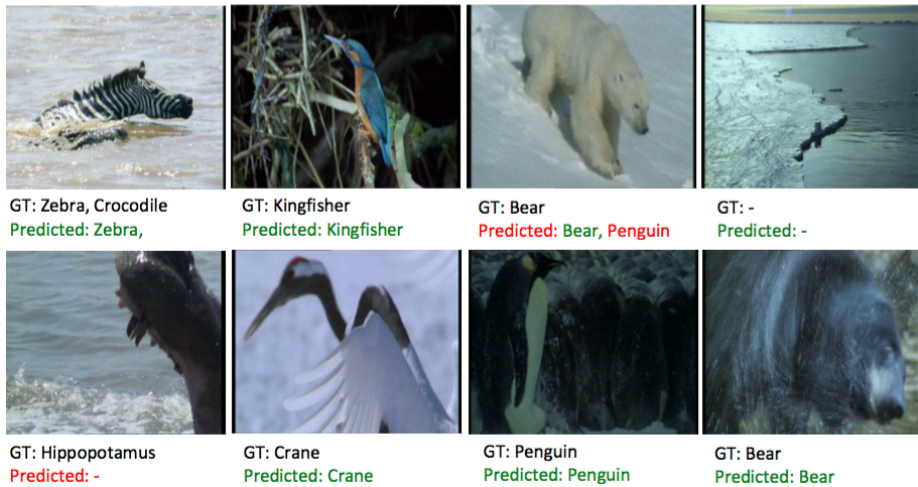 GT: Zebra, Crocodile
Predicted: Zebra,
GT: Kingfisher
Predicted: Kingfisher
GT: Bear
Predicted: Bear, Penguin
GT: -
Predicted: -
GT: Hippopotamus
Predicted: -
GT: Crane
Predicted: Crane
GT: Penguin
Predicted: Penguin
GT: Bear
Predicted: Bear